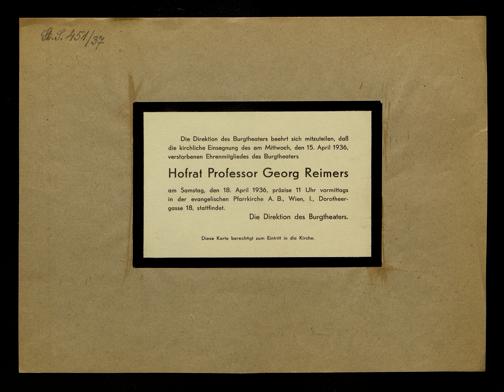 St. S. 451/37
Die Direktion des Burgtheaters beehrt sich mitzuteilen, daß
die kirchliche Einsegnung des am Mittwoch, den 15. April 1936,
verstorbenen Ehrenmitgliedes des Burgtheaters
Hofrat Professor Georg Reimers
am Samstag, den 18. April 1936, präzise 11 Uhr vormittags
in der evangelischen Pfarrkirche A. B., Wien, I., Dorotheer-
gasse 18, stattfindet.
Die Direktion des Burgtheaters.
Diese Karte berechtigt zum Eintritt in die Kirche.